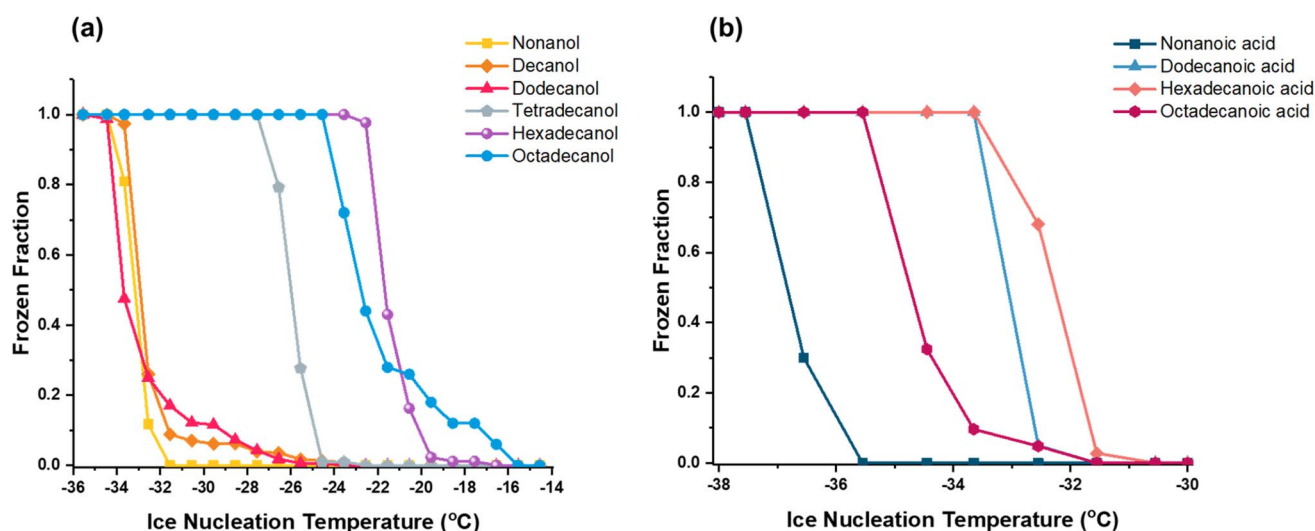 (a)
Nonanol
Decanol
Dodecanol
Tetradecanol
Hexadecanol
Octadecanol
1.0
0.8
0.6
0.4
0.2
0.0
Frozen Fraction
-36 -34 -32 -30 -28 -26 -24 -22 -20 -18 -16 -14
Ice Nucleation Temperature (°C)
(b)
Nonanoic acid
Dodecanoic acid
Hexadecanoic acid
Octadecanoic acid
1.0
0.8
0.6
0.4
0.2
0.0
Frozen Fraction
-38 -36 -34 -32 -30
Ice Nucleation Temperature (°C)